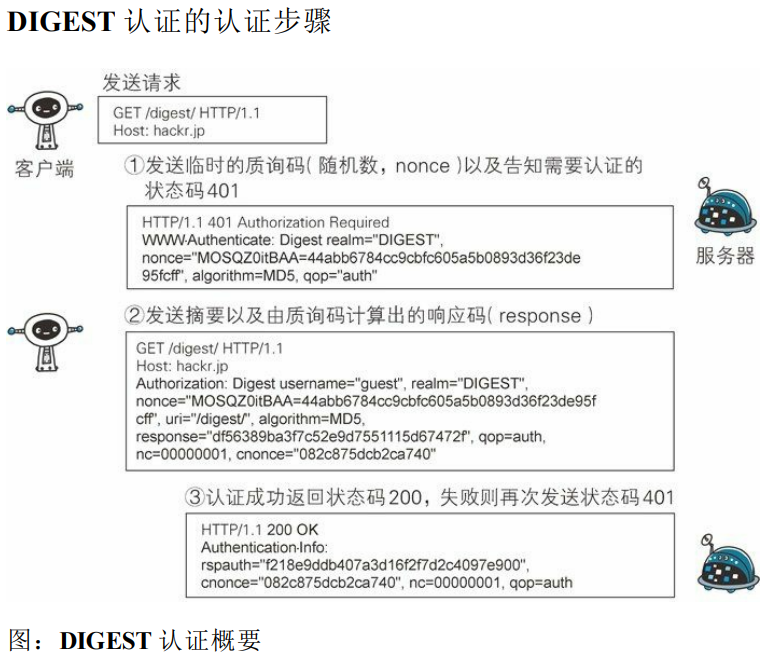 DIGEST 认证的认证步骤
发送请求
GET /digest/ HTTP/1.1
Host: hackr.jp
客户端
①发送临时的质询码(随机数，nonce)以及告知需要认证的
状态码401
HTTP/1.1 401 Authorization Required
WWW-Authenticate: Digest realm="DIGEST",
nonce="MOSQZ0itBAA=44abb6784cc9cbfc605a5b0893d36f23de
95fcff", algorithm=MD5, qop="auth"
服务器
②发送摘要以及由质询码计算出的响应码(response)
GET /digest/ HTTP/1.1
Host: hackr.jp
Authorization: Digest username="guest", realm="DIGEST",
nonce="MOSQZ0itBAA=44abb6784cc9cbfc605a5b0893d36f23de95f
cff", uri="/digest/", algorithm=MD5,
response="df56389ba3f7c52e9d7551115d67472f", qop=auth,
nc=00000001, cnonce="082c875dcb2ca740"
③认证成功返回状态码200，失败则再次发送状态码401
HTTP/1.1 200 OK
Authentication-Info:
rspauth="f218e9ddb407a3d16f2f7d2c4097e900",
cnonce="082c875dcb2ca740", nc=00000001, qop=auth
图：DIGEST 认证概要